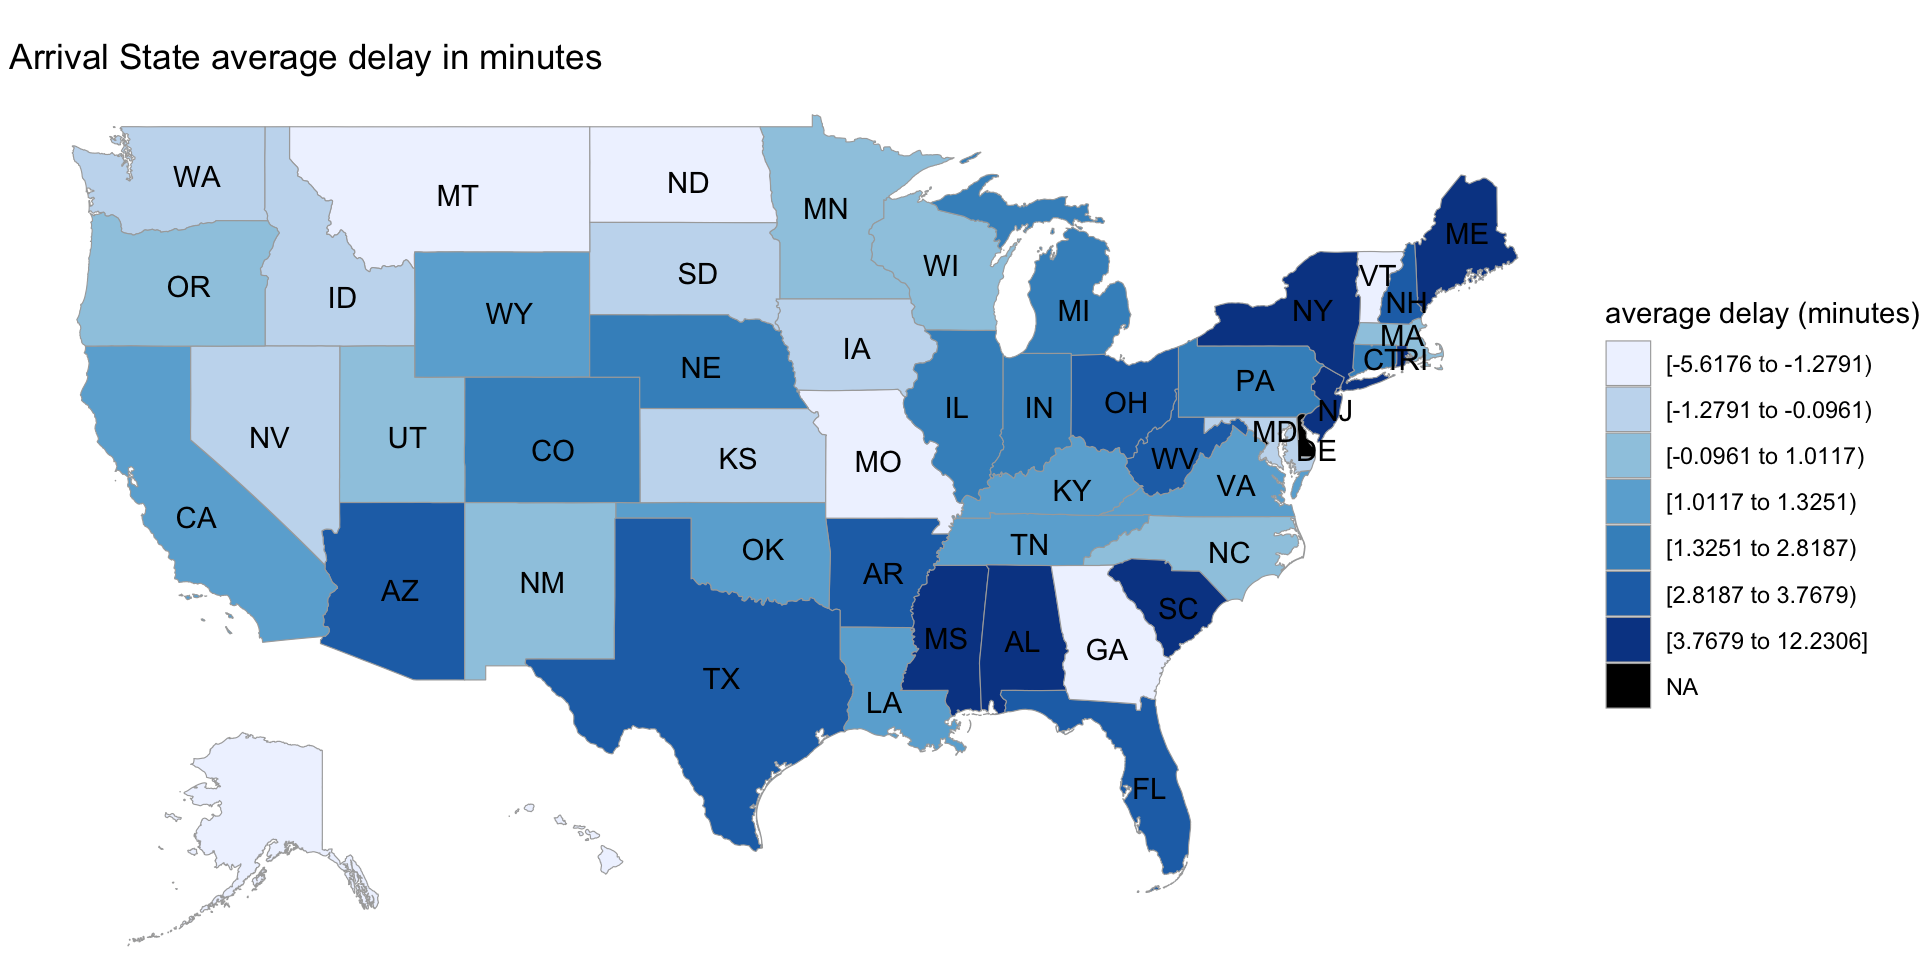 Arrival State average delay in minutes
WA
MT
ND
MN
OR
ID
WY
SD
WI
MI
NY
VT
NH
ME
MA
CT
RI
NV
UT
CO
NE
IA
IL
IN
OH
PA
NJ
MD
DE
CA
KS
MO
KY
WV
VA
AZ
NM
OK
AR
TN
NC
TX
LA
MS
AL
GA
SC
FL
average delay (minutes)
[-5.6176 to -1.2791)
[-1.2791 to -0.0961)
[-0.0961 to 1.0117)
[1.0117 to 1.3251)
[1.3251 to 2.8187)
[2.8187 to 3.7679)
[3.7679 to 12.2306]
NA